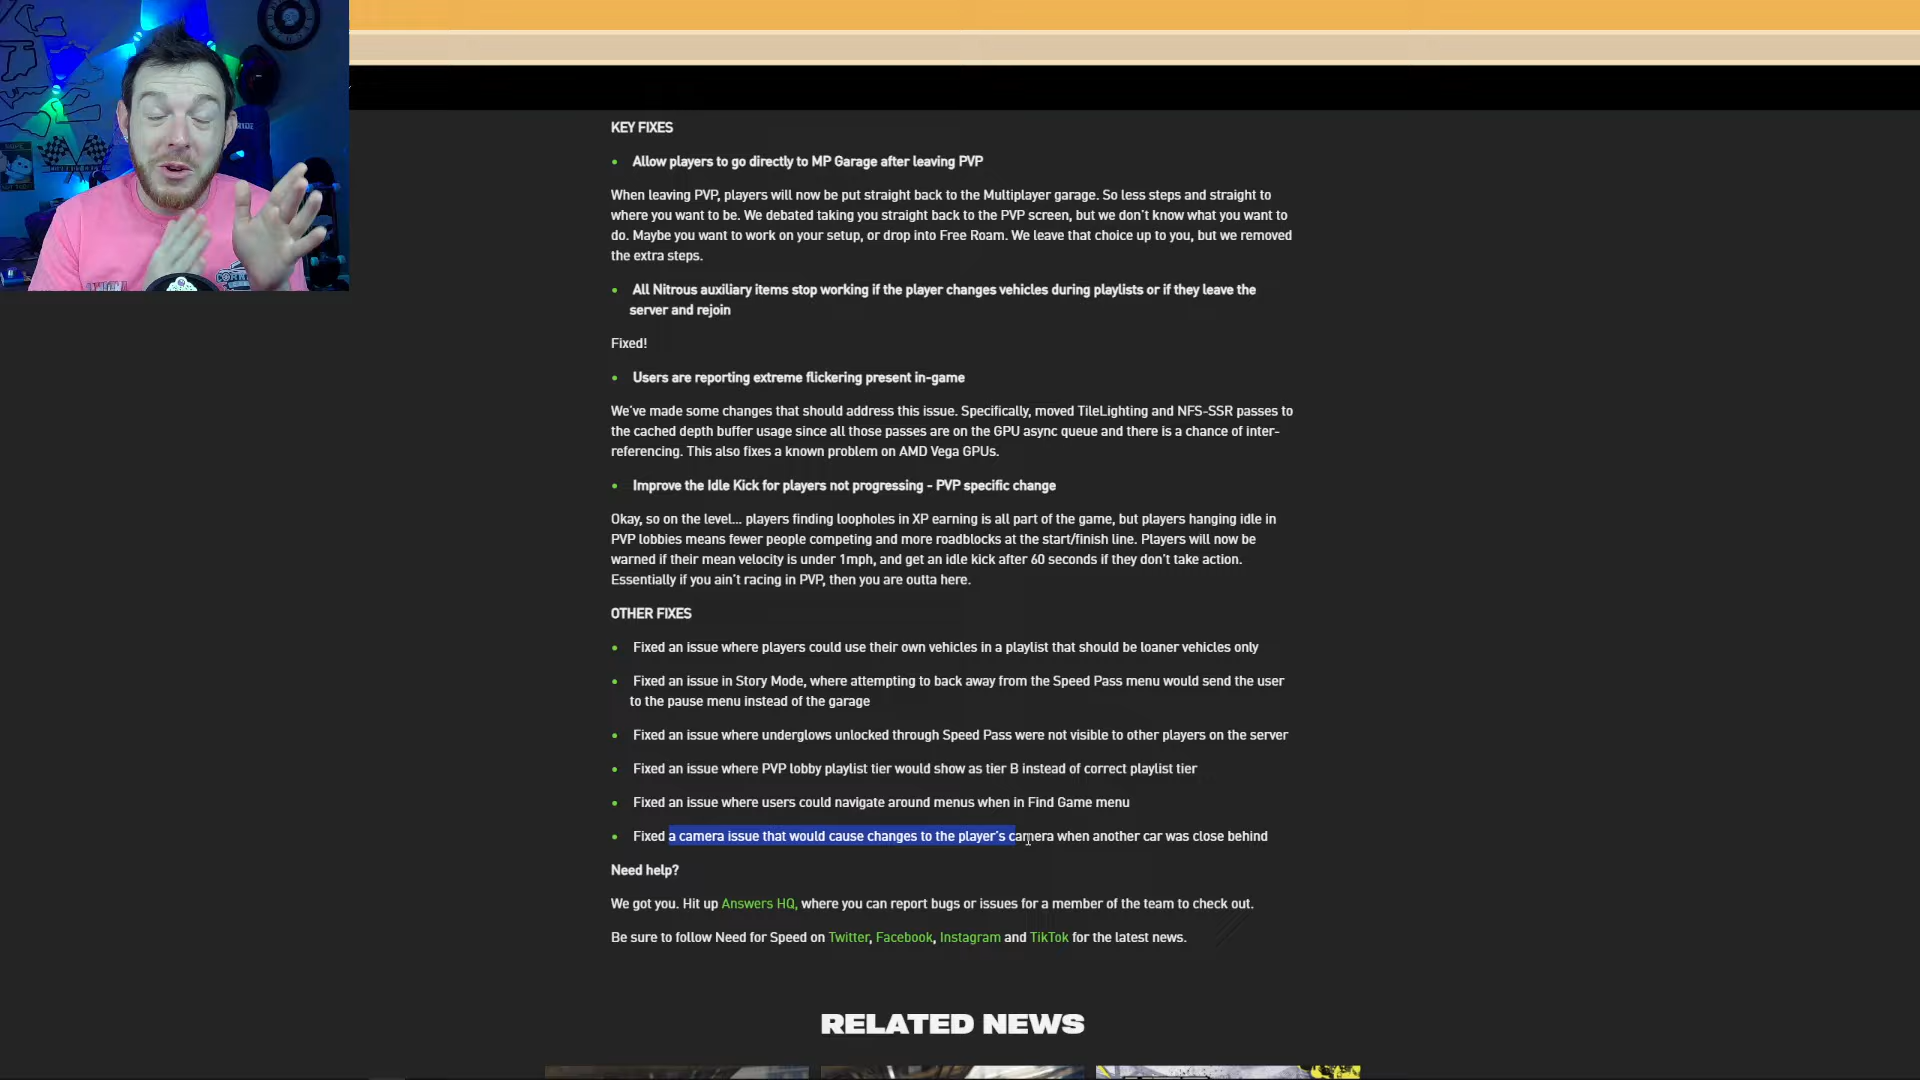 KEY FIXES
Allow players to go directly to MP Garage after leaving PVP
When leaving PVP, players will now be put straight back to the Multiplayer garage. So less steps and straight to
where you want to be. We debated taking you straight back to the PVP screen, but we don't know what you want to
do. Maybe you want to work on your setup, or drop into Free Roam. We leave that choice up to you, but we removed
the extra steps.
All Nitrous auxiliary items stop working if the player changes vehicles during playlists or if they leave the
server and rejoin
Fixed!
Users are reporting extreme flickering present in-game
We've made some changes that should address this issue. Specifically, moved TileLighting and NFS-SSR passes to
the cached depth buffer usage since all those passes are on the GPU async queue and there is a chance of inter-
referencing. This also fixes a known problem on AMD Vega GPUs.
Improve the Idle Kick for players not progressing - PVP specific change
Okay, so on the level... players finding loopholes in XP earning is all part of the game, but players hanging idle in
PVP lobbies means fewer people competing and more roadblocks at the start/finish line. Players will now be
warned if their mean velocity is under 1mph, and get an idle kick after 60 seconds if they don't take action.
Essentially if you ain't racing in PVP, then you are outta here.
OTHER FIXES
Fixed an issue where players could use their own vehicles in a playlist that should be loaner vehicles only
Fixed an issue in Story Mode, where attempting to back away from the Speed Pass menu would send the user
to the pause menu instead of the garage
Fixed an issue where underglows unlocked through Speed Pass were not visible to other players on the server
Fixed an issue where PVP lobby playlist tier would show as tier B instead of correct playlist tier
Fixed an issue where users could navigate around menus when in Find Game menu
Fixed a camera issue that would cause changes to the player's camera when another car was close behind
Need help?
We got you. Hit up Answers HQ, where you can report bugs or issues for a member of the team to check out.
Be sure to follow Need for Speed on Twitter, Facebook, Instagram and TikTok for the latest news.
RELATED NEWS